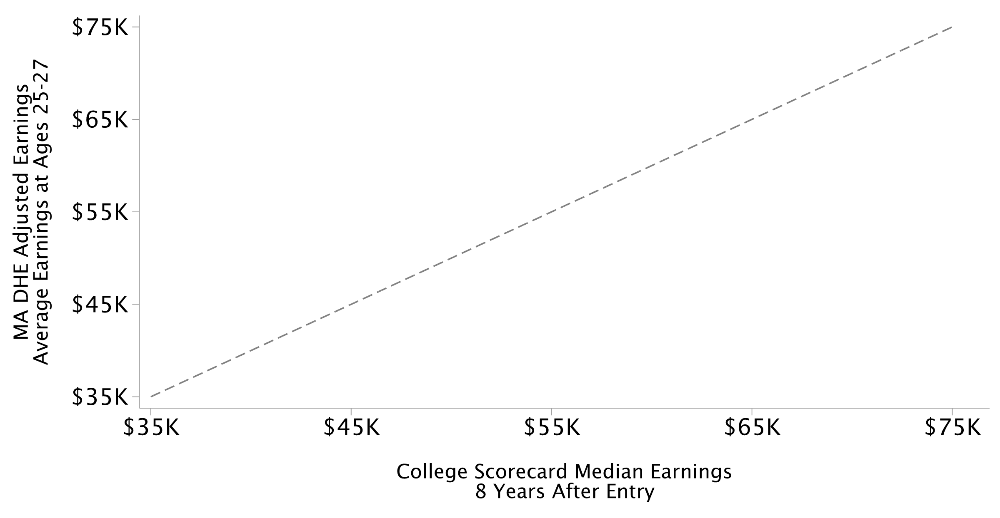 MA DHE Adjusted Earnings
Average Earnings at Ages 25-27
$75K
$65K
$55K
$45K
$35K
$35K
$45K
$55K
$65K
$75K
College Scorecard Median Earnings
8 Years After Entry